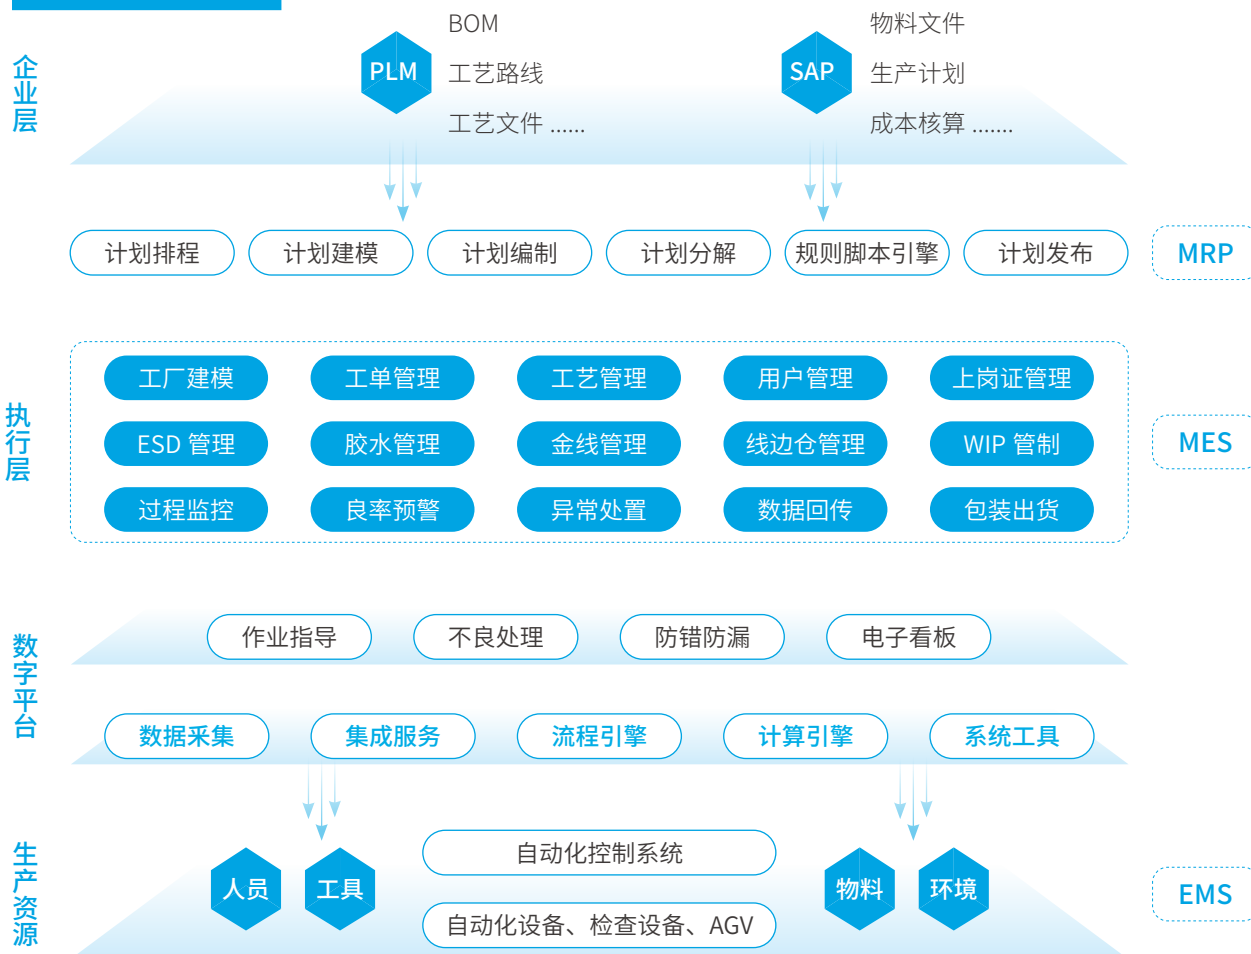 企业层
PLM
BOM
工艺路线
工艺文件 ......
SAP
物料文件
生产计划
成本核算 .......
计划排程
计划建模
计划编制
计划分解
规则脚本引擎
计划发布
MRP
执行层
工厂建模
工单管理
工艺管理
用户管理
上岗证管理
ESD 管理
胶水管理
金线管理
线边仓管理
WIP 管制
MES
过程监控
良率预警
异常处置
数据回传
包装出货
数字平台
作业指导
不良处理
防错防漏
电子看板
数据采集
集成服务
流程引擎
计算引擎
系统工具
生产资源
人员
工具
自动化控制系统
自动化设备、检查设备、AGV
物料
环境
EMS